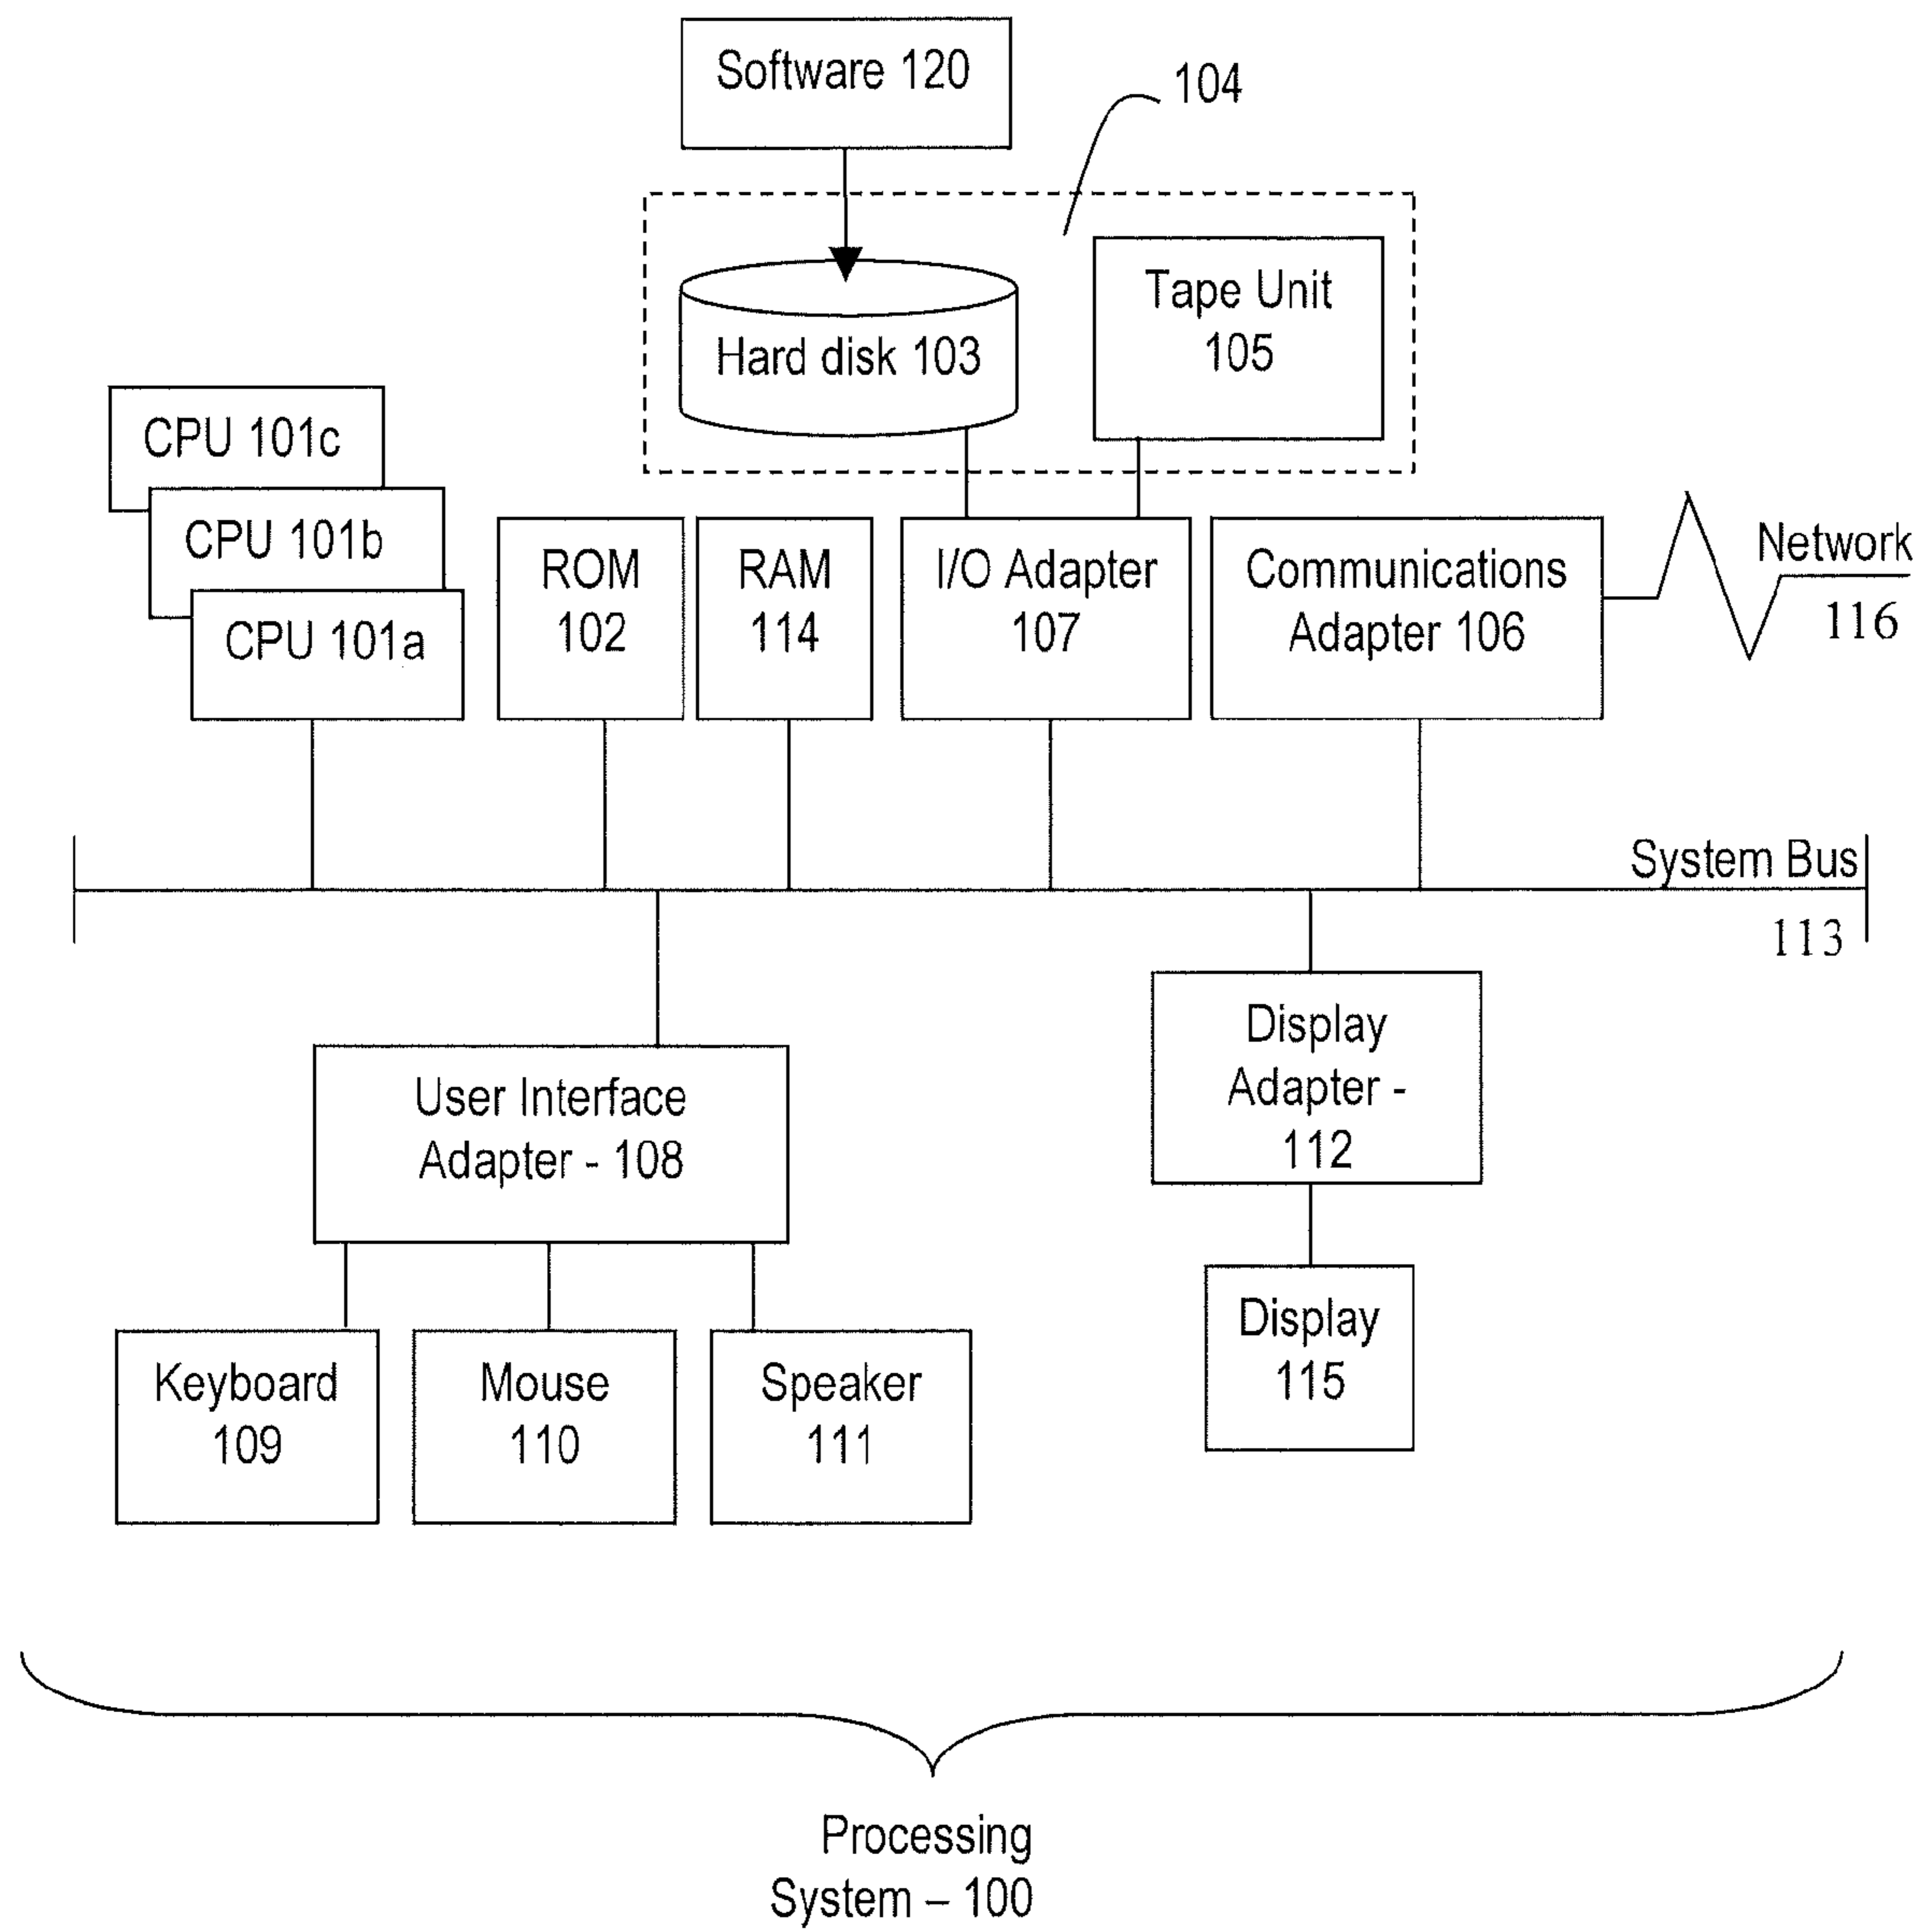 Software 120
104
Tape Unit
105
Hard disk 103
CPU 101c
CPU 101b
CPU 101a
ROM
102
RAM
114
I/O Adapter
107
Communications
Adapter 106
Network
116
System Bus
113
User Interface
Adapter - 108
Display
Adapter -
112
Keyboard
109
Mouse
110
Speaker
111
Display
115
Processing
System – 100